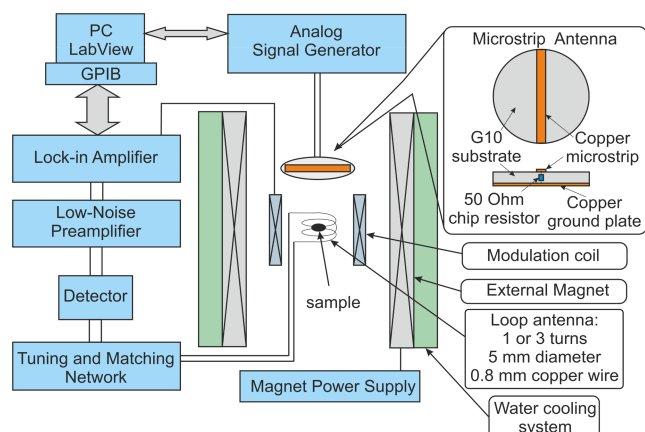 PC
LabView
GPIB
Analog
Signal Generator
Lock-in Amplifier
Low-Noise
Preamplifier
Detector
Tuning and Matching
Network
sample
Magnet Power Supply
Microstrip Antenna
G10
substrate
Copper
microstrip
50 Ohm
chip resistor
Copper
ground plate
Modulation coil
External Magnet
Loop antenna:
1 or 3 turns
5 mm diameter
0.8 mm copper wire
Water cooling
system